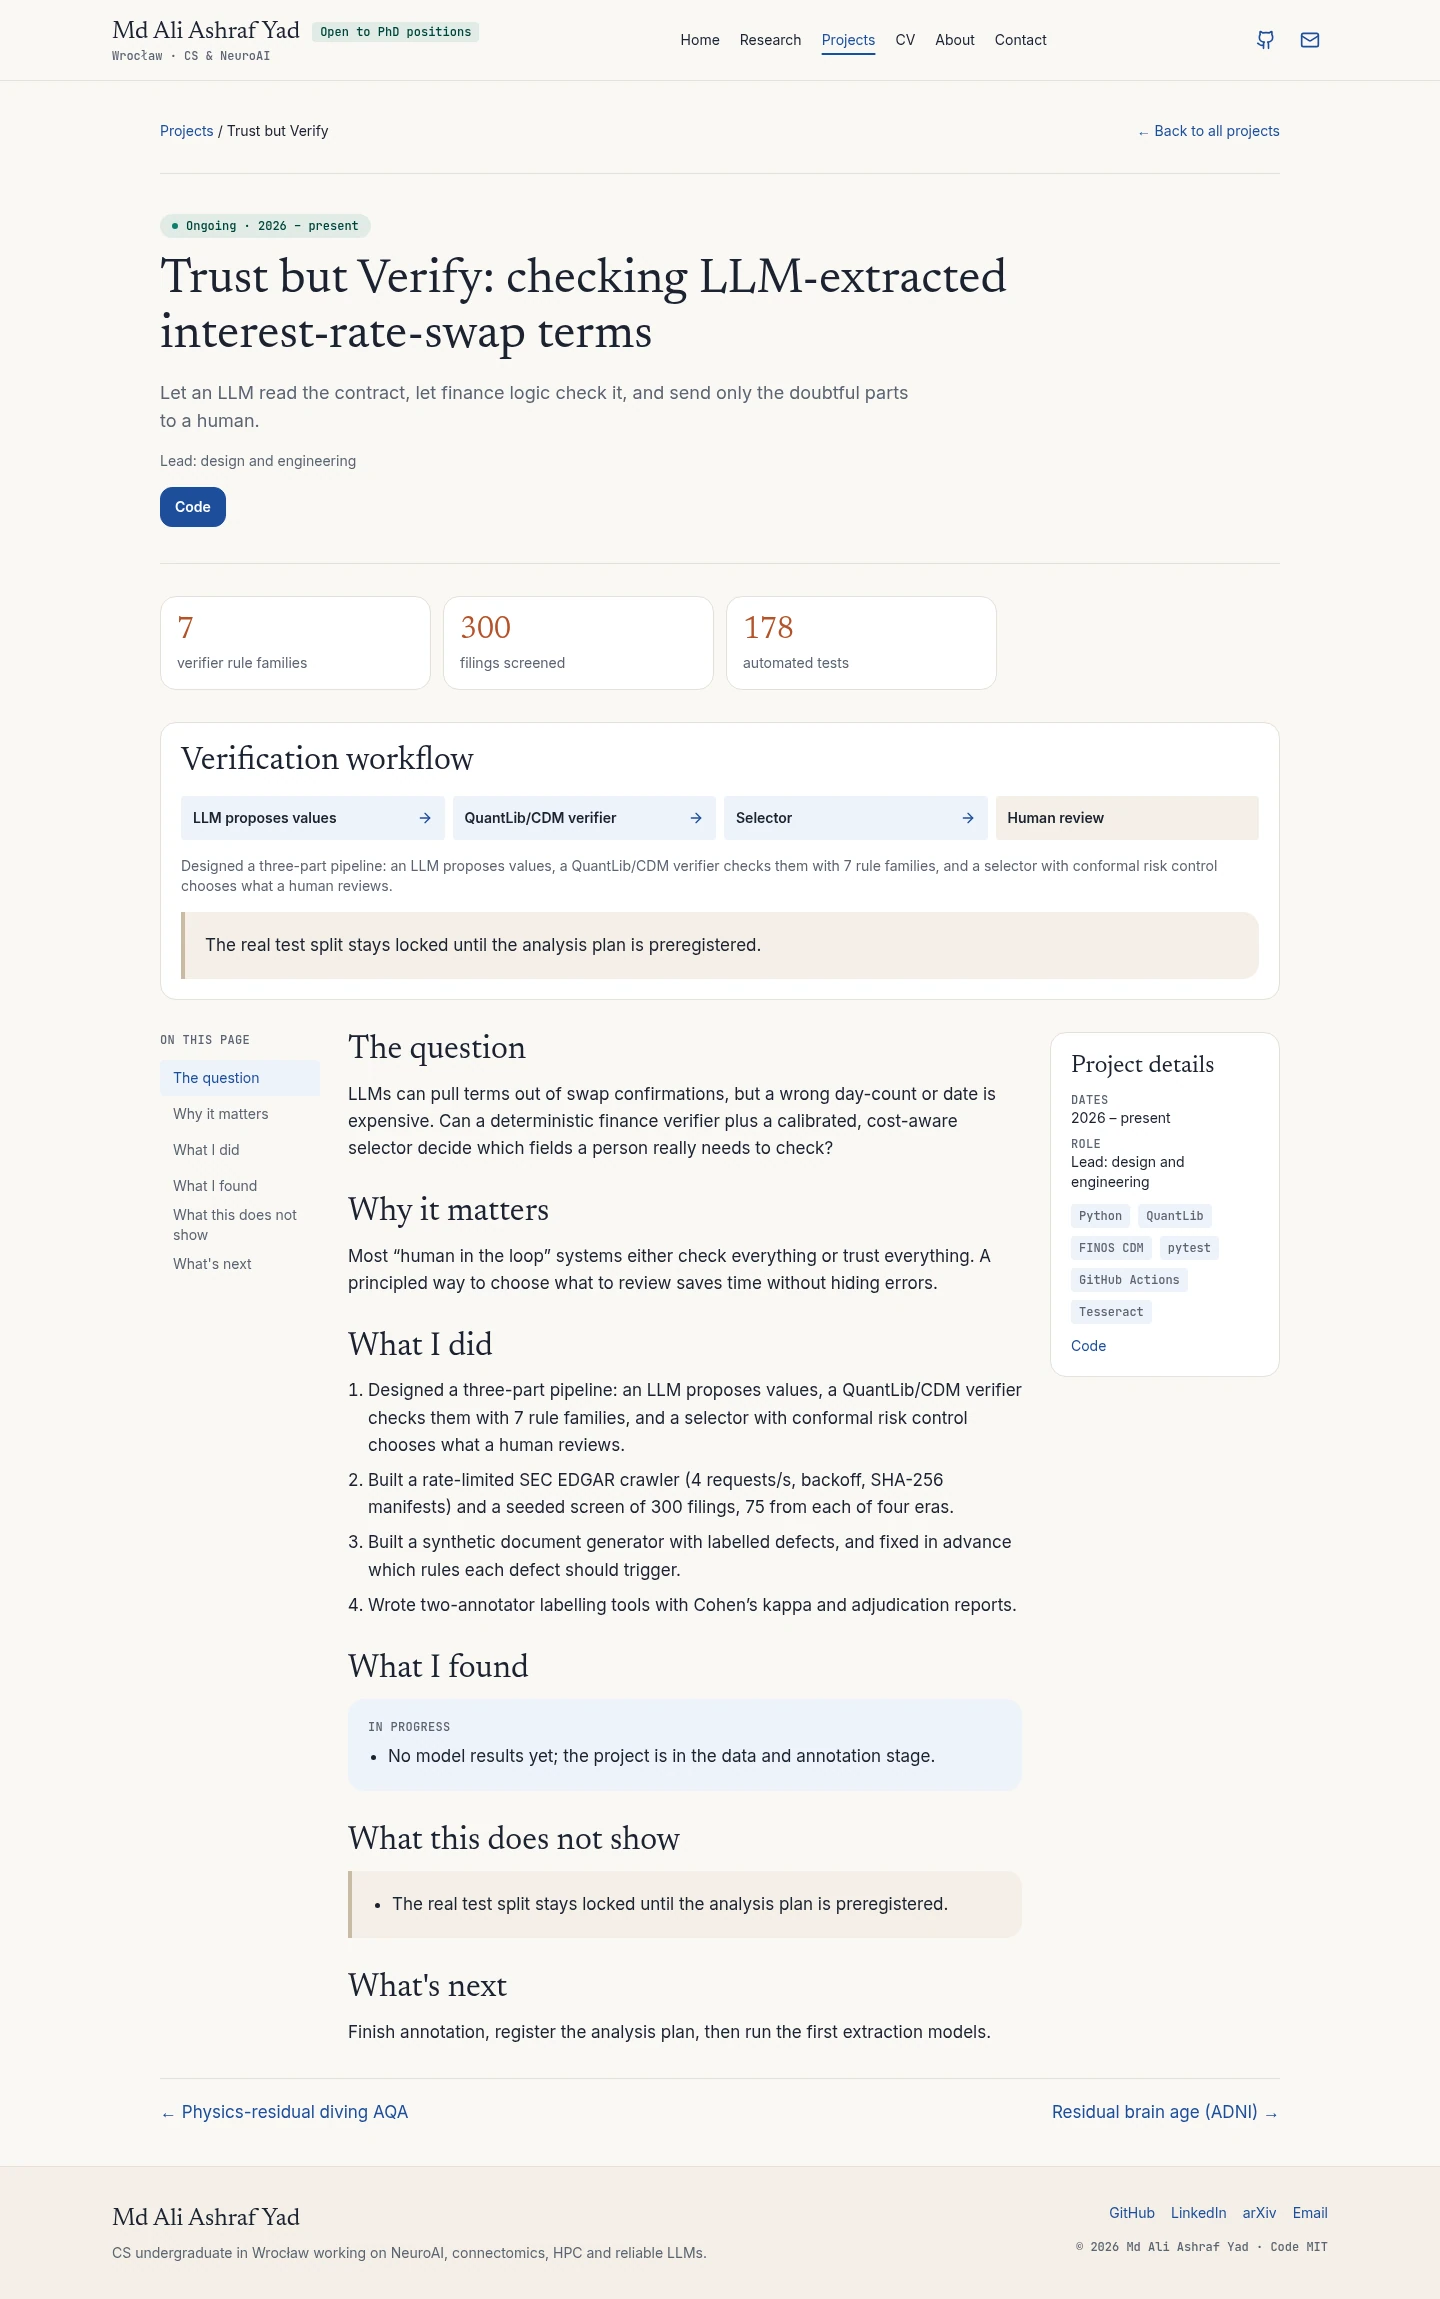 Md Ali Ashraf Yad
Open to PhD positions
Wrocław · CS & NeuroAI
Home
Research
Projects
CV
About
Contact
Projects / Trust but Verify
← Back to all projects
Ongoing · 2026 – present
Trust but Verify: checking LLM-extracted
interest-rate-swap terms
Let an LLM read the contract, let finance logic check it, and send only the doubtful parts
to a human.
Lead: design and engineering
Code
7
verifier rule families
300
filings screened
178
automated tests
Verification workflow
LLM proposes values →
QuantLib/CDM verifier →
Selector →
Human review
Designed a three-part pipeline: an LLM proposes values, a QuantLib/CDM verifier checks them with 7 rule families, and a selector with conformal risk control
chooses what a human reviews.
The real test split stays locked until the analysis plan is preregistered.
ON THIS PAGE
The question
Why it matters
What I did
What I found
What this does not
show
What's next
The question
LLMs can pull terms out of swap confirmations, but a wrong day-count or date is
expensive. Can a deterministic finance verifier plus a calibrated, cost-aware
selector decide which fields a person really needs to check?
Why it matters
Most “human in the loop” systems either check everything or trust everything. A
principled way to choose what to review saves time without hiding errors.
What I did
1. Designed a three-part pipeline: an LLM proposes values, a QuantLib/CDM verifier
checks them with 7 rule families, and a selector with conformal risk control
chooses what a human reviews.
2. Built a rate-limited SEC EDGAR crawler (4 requests/s, backoff, SHA-256
manifests) and a seeded screen of 300 filings, 75 from each of four eras.
3. Built a synthetic document generator with labelled defects, and fixed in advance
which rules each defect should trigger.
4. Wrote two-annotator labelling tools with Cohen’s kappa and adjudication reports.
What I found
IN PROGRESS
• No model results yet; the project is in the data and annotation stage.
What this does not show
• The real test split stays locked until the analysis plan is preregistered.
What's next
Finish annotation, register the analysis plan, then run the first extraction models.
Project details
DATES
2026 – present
ROLE
Lead: design and
engineering
Python
QuantLib
FINOS CDM
pytest
GitHub Actions
Tesseract
Code
← Physics-residual diving AQA
Residual brain age (ADNI) →
Md Ali Ashraf Yad
CS undergraduate in Wrocław working on NeuroAI, connectomics, HPC and reliable LLMs.
GitHub
LinkedIn
arXiv
Email
© 2026 Md Ali Ashraf Yad · Code MIT